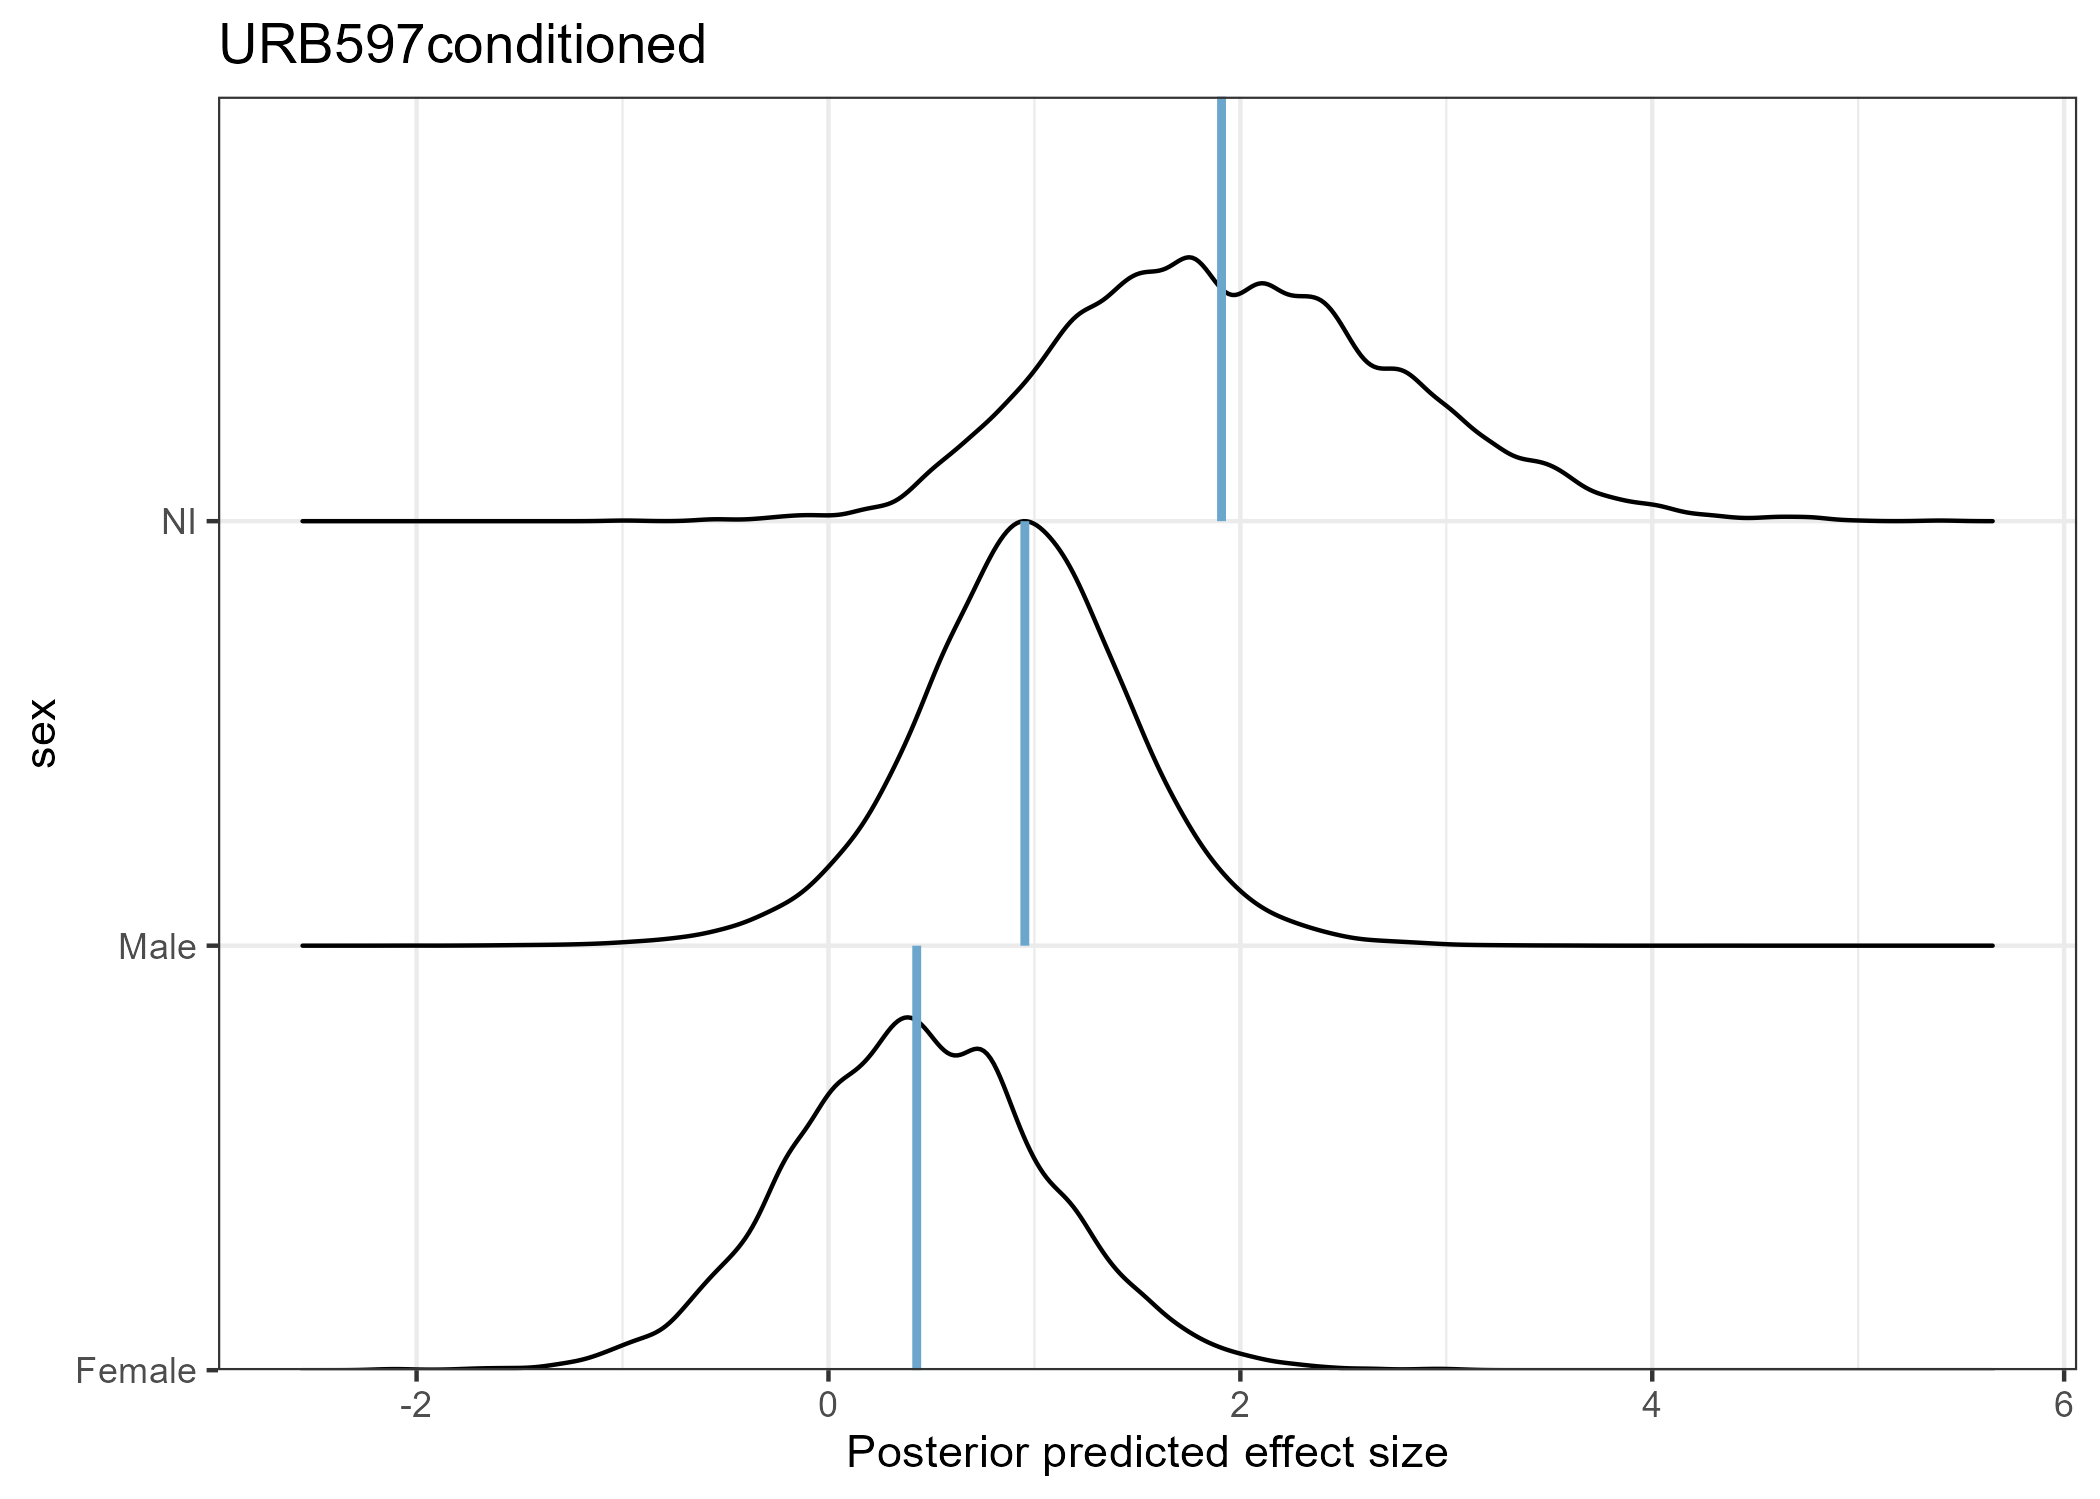 URB597conditioned
NI
Male
Female
sex
-2 0 2 4 6
Posterior predicted effect size